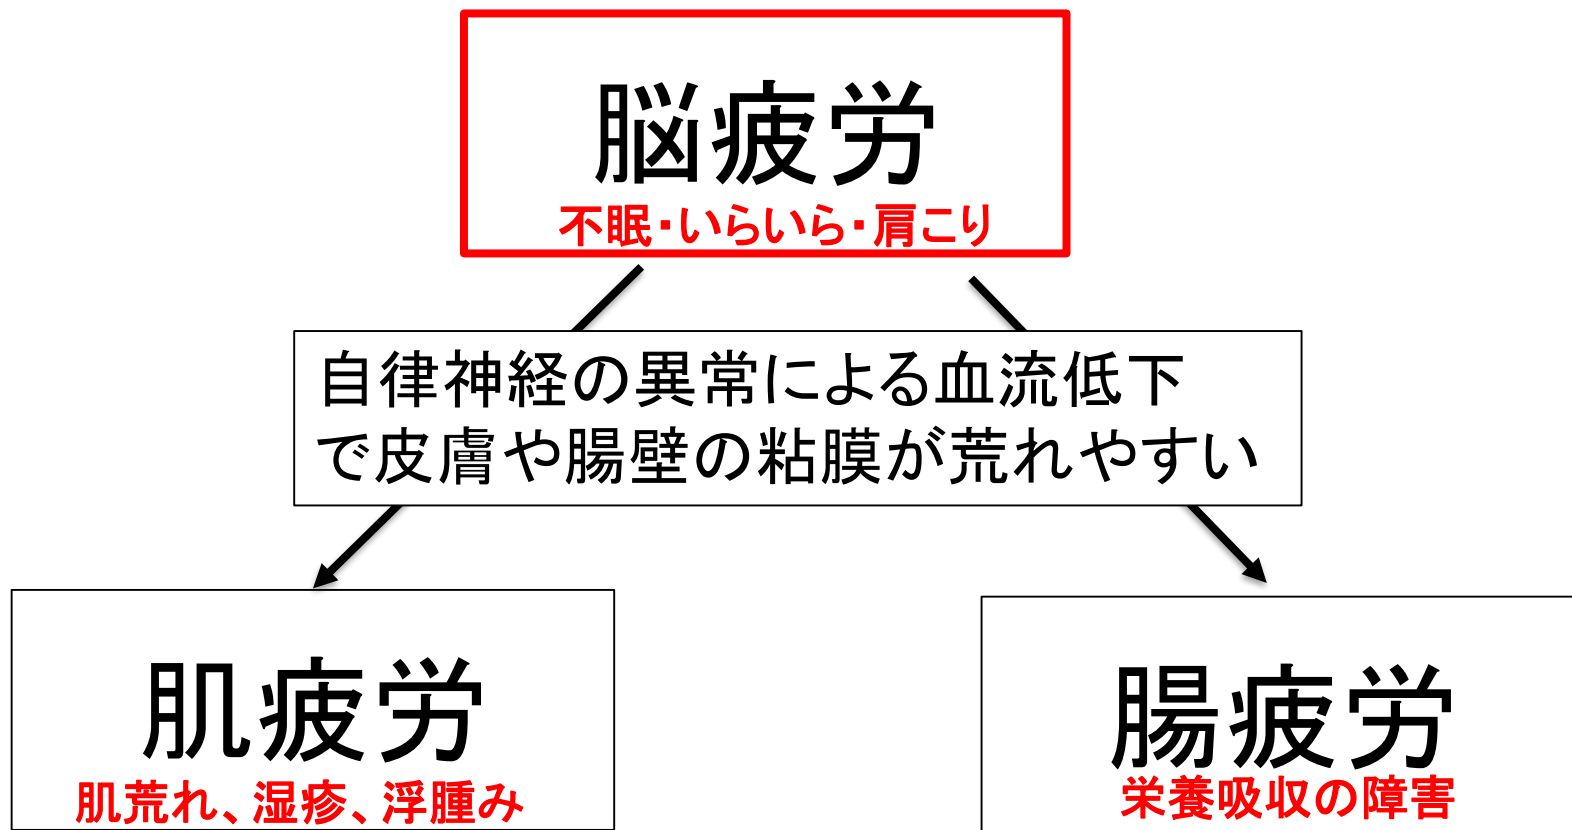 脳疲労
不眠・いらいら・肩こり
自律神経の異常による血流低下
で皮膚や腸壁の粘膜が荒れやすい
肌疲労
肌荒れ、湿疹、浮腫み
腸疲労
栄養吸収の障害